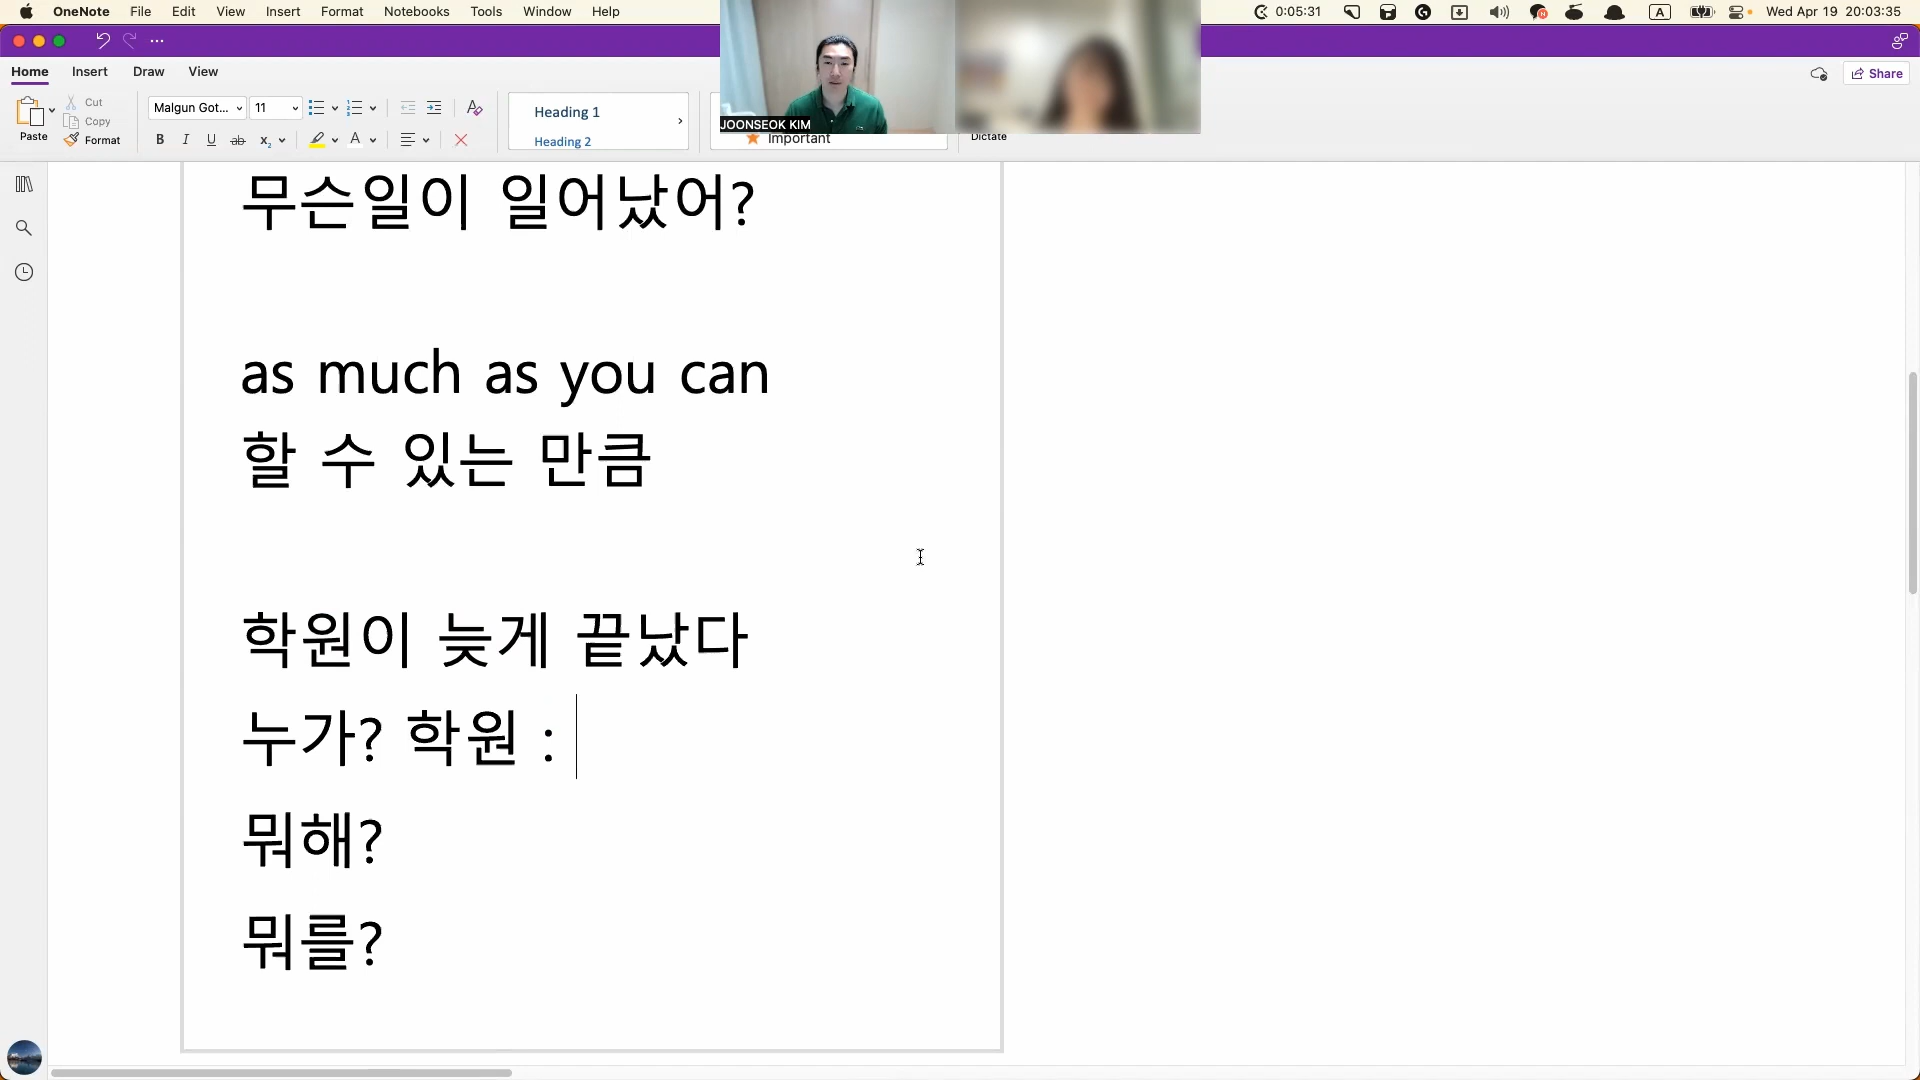 OneNote File Edit View Insert Format Notebooks Tools Window Help 0:05:31 A Wed Apr 19 20:03:35
Home Insert Draw View Share
Paste Cut Copy Format
Malgun Got... 11
B I U ab x₂ A
Heading 1
Heading 2
Important
Dictate
JOONSEOK KIM
무슨일이 일어났어?
as much as you can
할 수 있는 만큼
학원이 늦게 끝났다
누가? 학원 :
뭐해?
뭐를?